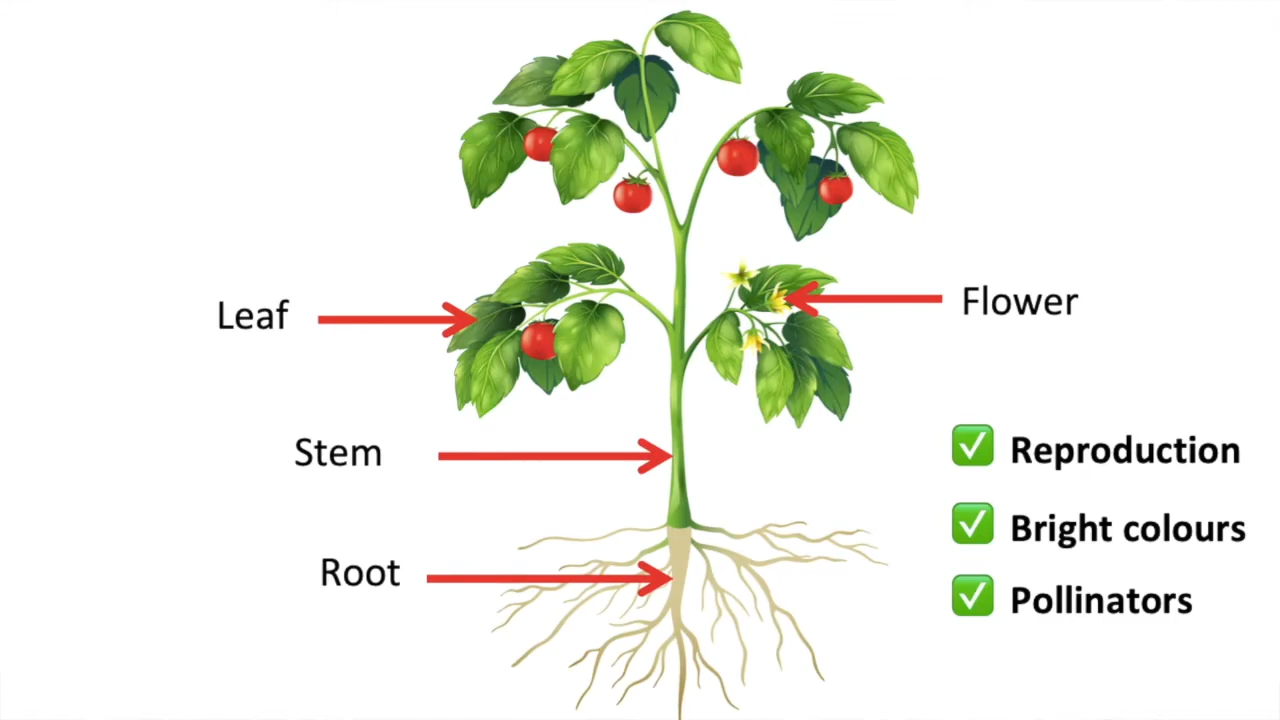 Leaf
Flower
Stem
Reproduction
Bright colours
Root
Pollinators